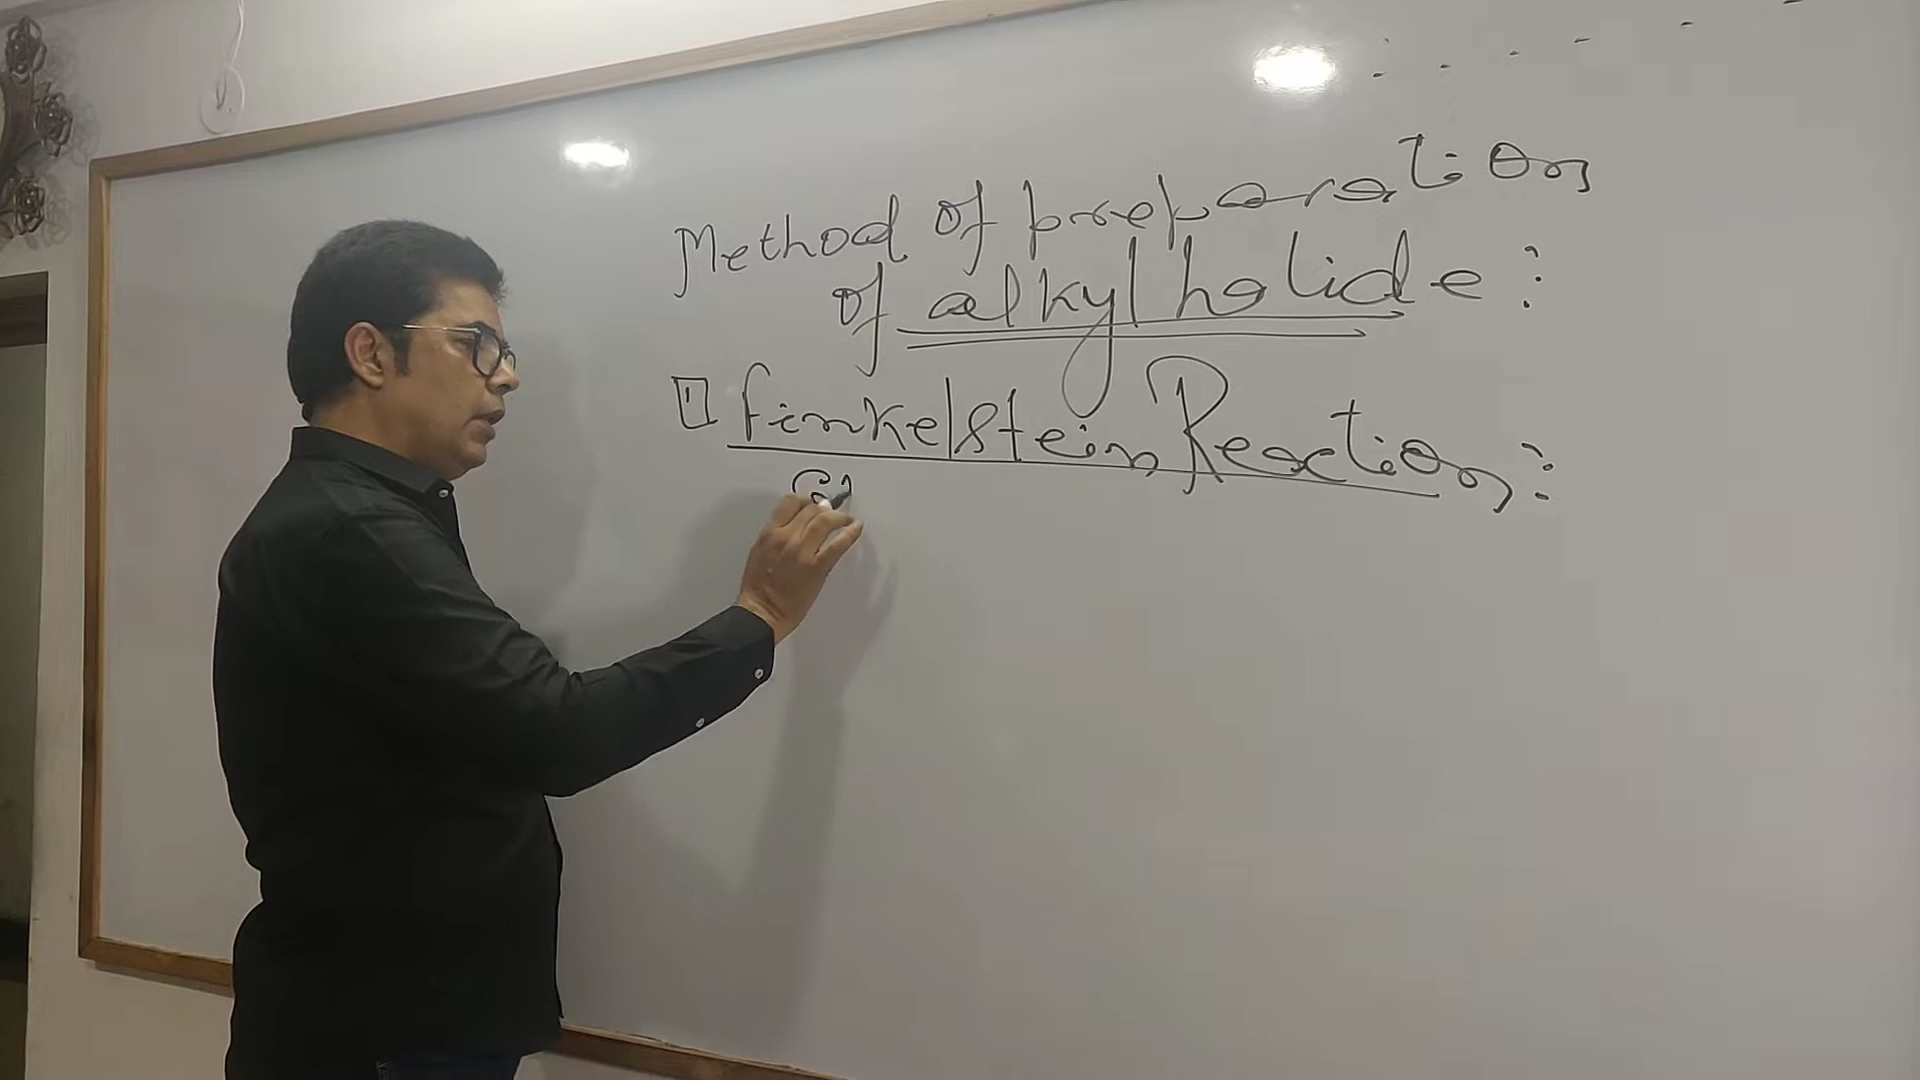 Method of preparation
of alkyl halide :
1 Finkelstein Reaction :